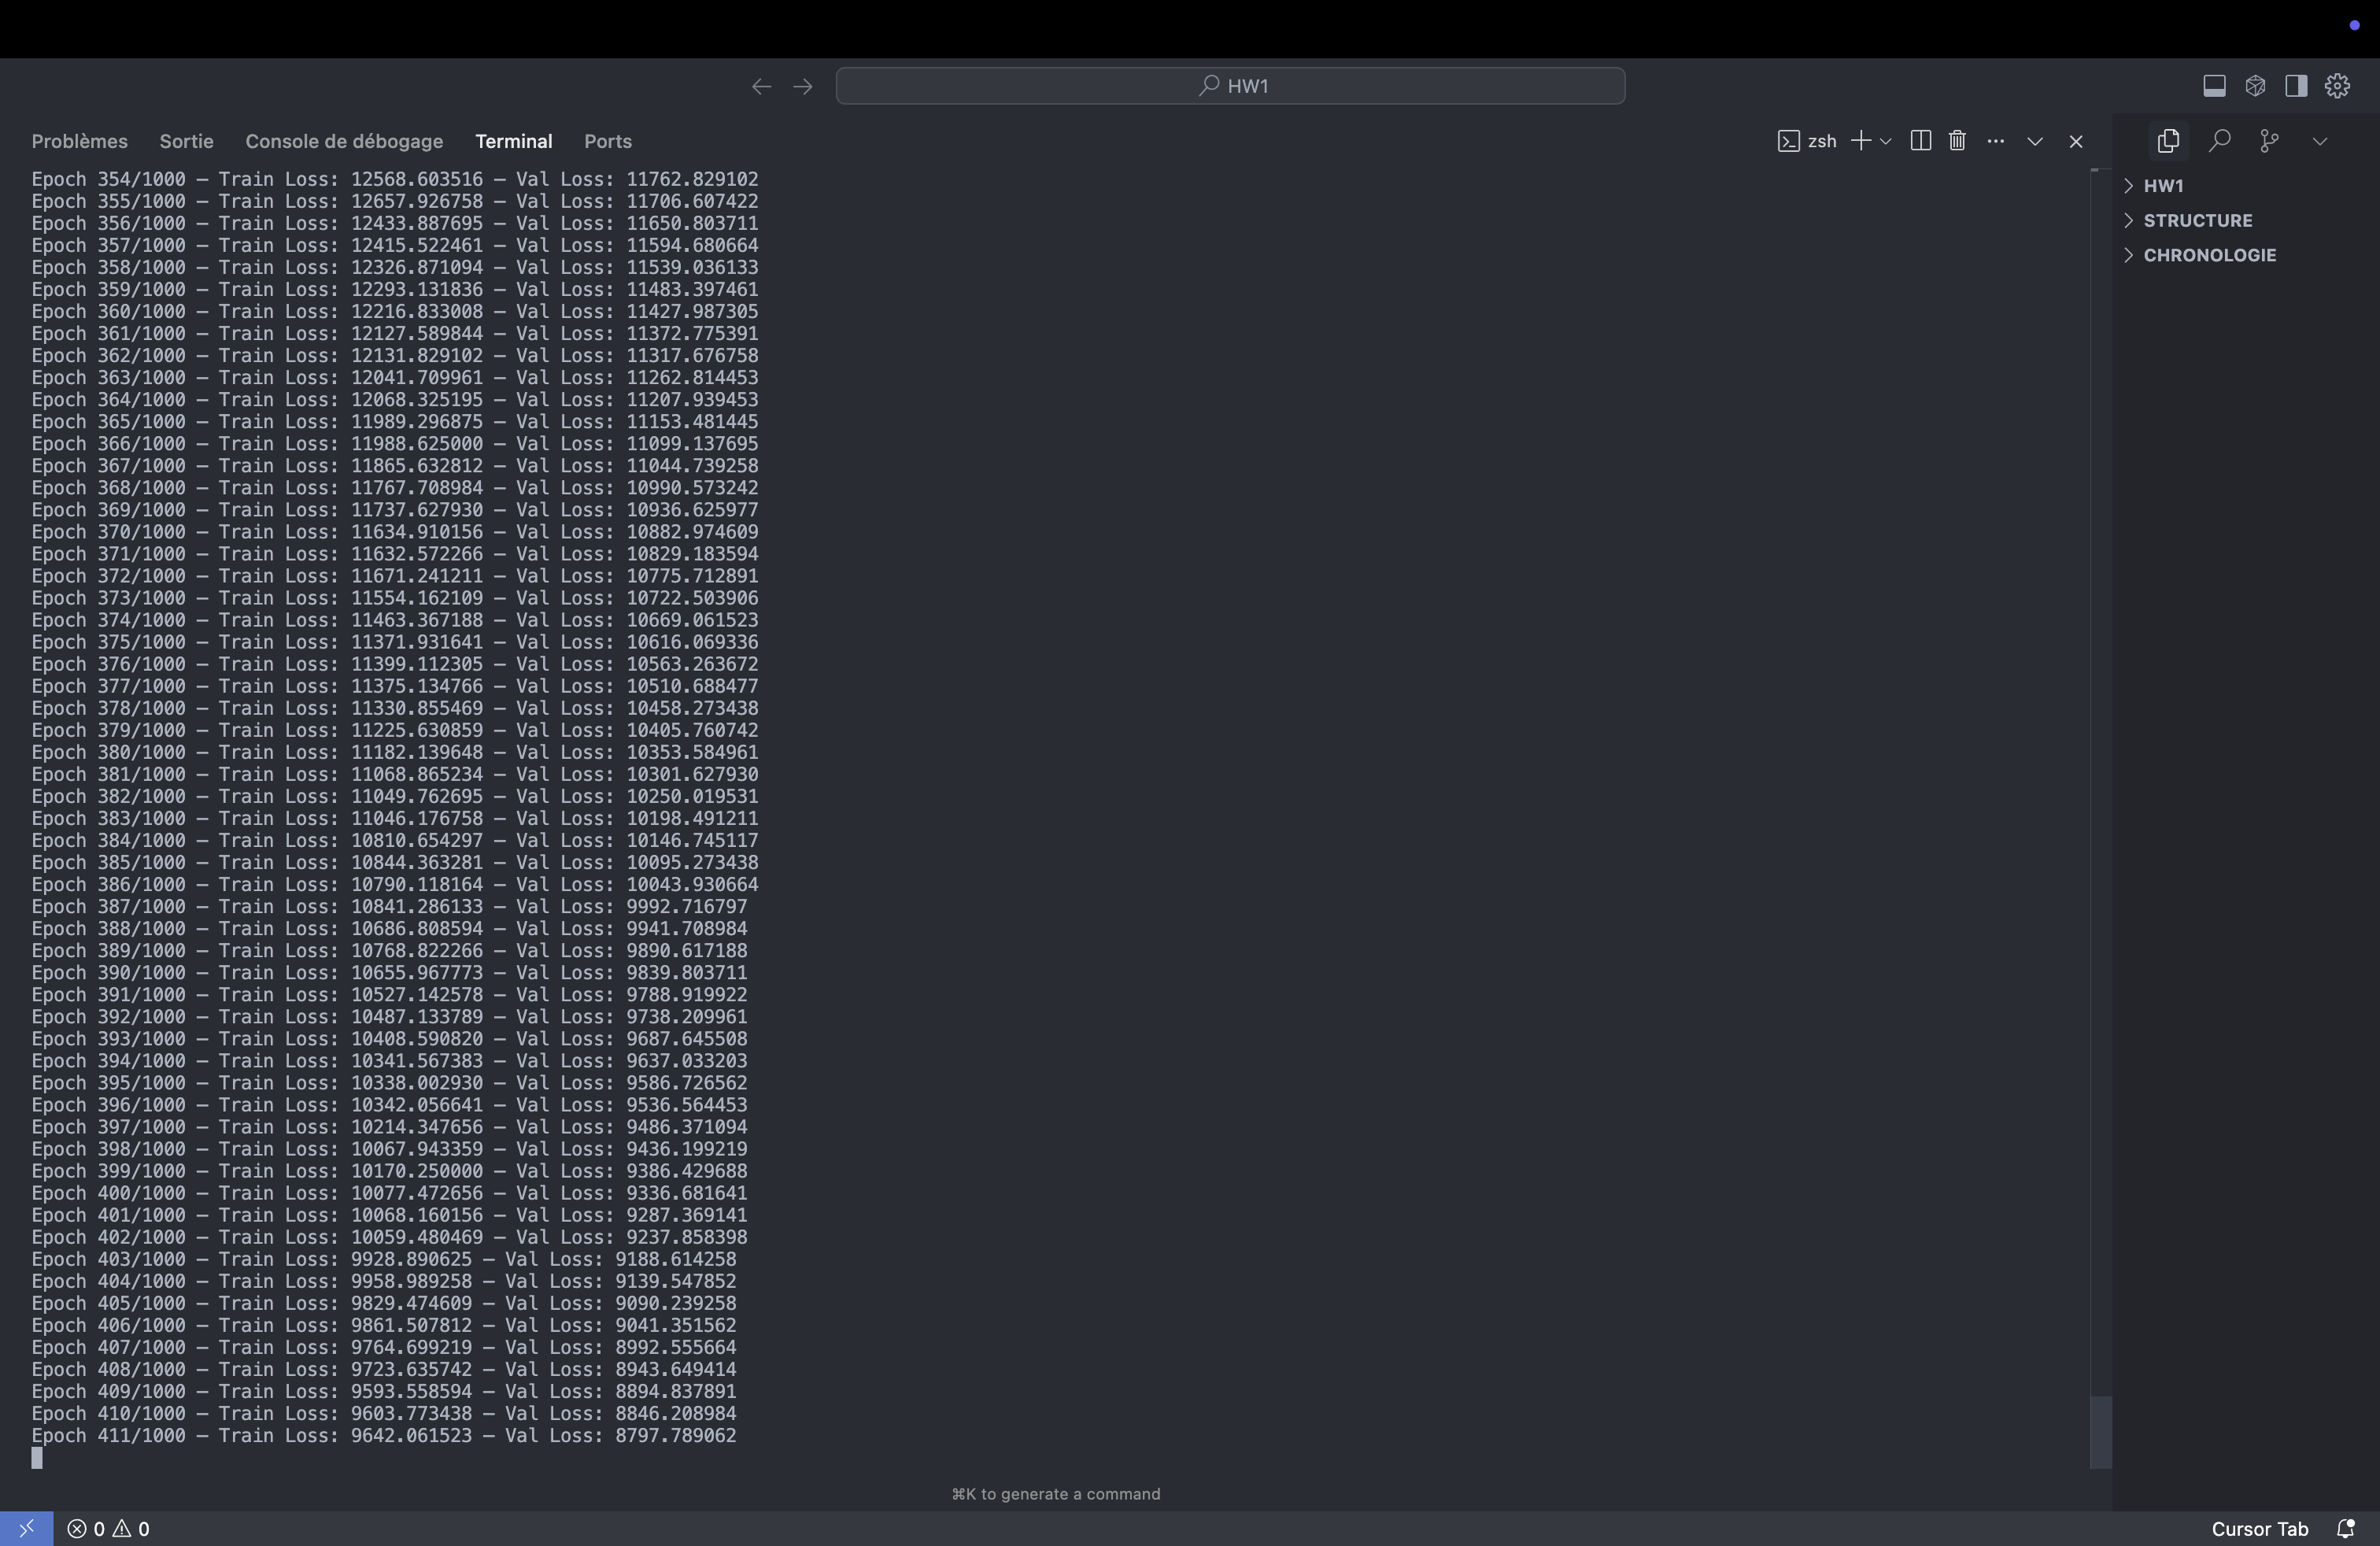 HW1
Problèmes Sortie Console de débogage Terminal Ports
zsh
Epoch 354/1000 — Train Loss: 12568.603516 — Val Loss: 11762.829102
Epoch 355/1000 — Train Loss: 12657.926758 — Val Loss: 11706.607422
Epoch 356/1000 — Train Loss: 12433.887695 — Val Loss: 11650.803711
Epoch 357/1000 — Train Loss: 12415.522461 — Val Loss: 11594.680664
Epoch 358/1000 — Train Loss: 12326.871094 — Val Loss: 11539.036133
Epoch 359/1000 — Train Loss: 12293.131836 — Val Loss: 11483.397461
Epoch 360/1000 — Train Loss: 12216.833008 — Val Loss: 11427.987305
Epoch 361/1000 — Train Loss: 12127.589844 — Val Loss: 11372.775391
Epoch 362/1000 — Train Loss: 12131.829102 — Val Loss: 11317.676758
Epoch 363/1000 — Train Loss: 12041.709961 — Val Loss: 11262.814453
Epoch 364/1000 — Train Loss: 12068.325195 — Val Loss: 11207.939453
Epoch 365/1000 — Train Loss: 11989.296875 — Val Loss: 11153.481445
Epoch 366/1000 — Train Loss: 11988.625000 — Val Loss: 11099.137695
Epoch 367/1000 — Train Loss: 11865.632812 — Val Loss: 11044.739258
Epoch 368/1000 — Train Loss: 11767.708984 — Val Loss: 10990.573242
Epoch 369/1000 — Train Loss: 11737.627930 — Val Loss: 10936.625977
Epoch 370/1000 — Train Loss: 11634.910156 — Val Loss: 10882.974609
Epoch 371/1000 — Train Loss: 11632.572266 — Val Loss: 10829.183594
Epoch 372/1000 — Train Loss: 11671.241211 — Val Loss: 10775.712891
Epoch 373/1000 — Train Loss: 11554.162109 — Val Loss: 10722.503906
Epoch 374/1000 — Train Loss: 11463.367188 — Val Loss: 10669.061523
Epoch 375/1000 — Train Loss: 11371.931641 — Val Loss: 10616.069336
Epoch 376/1000 — Train Loss: 11399.112305 — Val Loss: 10563.263672
Epoch 377/1000 — Train Loss: 11375.134766 — Val Loss: 10510.688477
Epoch 378/1000 — Train Loss: 11330.855469 — Val Loss: 10458.273438
Epoch 379/1000 — Train Loss: 11225.630859 — Val Loss: 10405.760742
Epoch 380/1000 — Train Loss: 11182.139648 — Val Loss: 10353.584961
Epoch 381/1000 — Train Loss: 11068.865234 — Val Loss: 10301.627930
Epoch 382/1000 — Train Loss: 11049.762695 — Val Loss: 10250.019531
Epoch 383/1000 — Train Loss: 11046.176758 — Val Loss: 10198.491211
Epoch 384/1000 — Train Loss: 10810.654297 — Val Loss: 10146.745117
Epoch 385/1000 — Train Loss: 10844.363281 — Val Loss: 10095.273438
Epoch 386/1000 — Train Loss: 10790.118164 — Val Loss: 10043.930664
Epoch 387/1000 — Train Loss: 10841.286133 — Val Loss: 9992.716797
Epoch 388/1000 — Train Loss: 10686.808594 — Val Loss: 9941.708984
Epoch 389/1000 — Train Loss: 10768.822266 — Val Loss: 9890.617188
Epoch 390/1000 — Train Loss: 10655.967773 — Val Loss: 9839.803711
Epoch 391/1000 — Train Loss: 10527.142578 — Val Loss: 9788.919922
Epoch 392/1000 — Train Loss: 10487.133789 — Val Loss: 9738.209961
Epoch 393/1000 — Train Loss: 10408.590820 — Val Loss: 9687.645508
Epoch 394/1000 — Train Loss: 10341.567383 — Val Loss: 9637.033203
Epoch 395/1000 — Train Loss: 10338.002930 — Val Loss: 9586.726562
Epoch 396/1000 — Train Loss: 10342.056641 — Val Loss: 9536.564453
Epoch 397/1000 — Train Loss: 10214.347656 — Val Loss: 9486.371094
Epoch 398/1000 — Train Loss: 10067.943359 — Val Loss: 9436.199219
Epoch 399/1000 — Train Loss: 10170.250000 — Val Loss: 9386.429688
Epoch 400/1000 — Train Loss: 10077.472656 — Val Loss: 9336.681641
Epoch 401/1000 — Train Loss: 10068.160156 — Val Loss: 9287.369141
Epoch 402/1000 — Train Loss: 10059.480469 — Val Loss: 9237.858398
Epoch 403/1000 — Train Loss: 9928.890625 — Val Loss: 9188.614258
Epoch 404/1000 — Train Loss: 9958.989258 — Val Loss: 9139.547852
Epoch 405/1000 — Train Loss: 9829.474609 — Val Loss: 9090.239258
Epoch 406/1000 — Train Loss: 9861.507812 — Val Loss: 9041.351562
Epoch 407/1000 — Train Loss: 9764.699219 — Val Loss: 8992.555664
Epoch 408/1000 — Train Loss: 9723.635742 — Val Loss: 8943.649414
Epoch 409/1000 — Train Loss: 9593.558594 — Val Loss: 8894.837891
Epoch 410/1000 — Train Loss: 9603.773438 — Val Loss: 8846.208984
Epoch 411/1000 — Train Loss: 9642.061523 — Val Loss: 8797.789062
⌘K to generate a command
HW1
STRUCTURE
CHRONOLOGIE
0 0
Cursor Tab